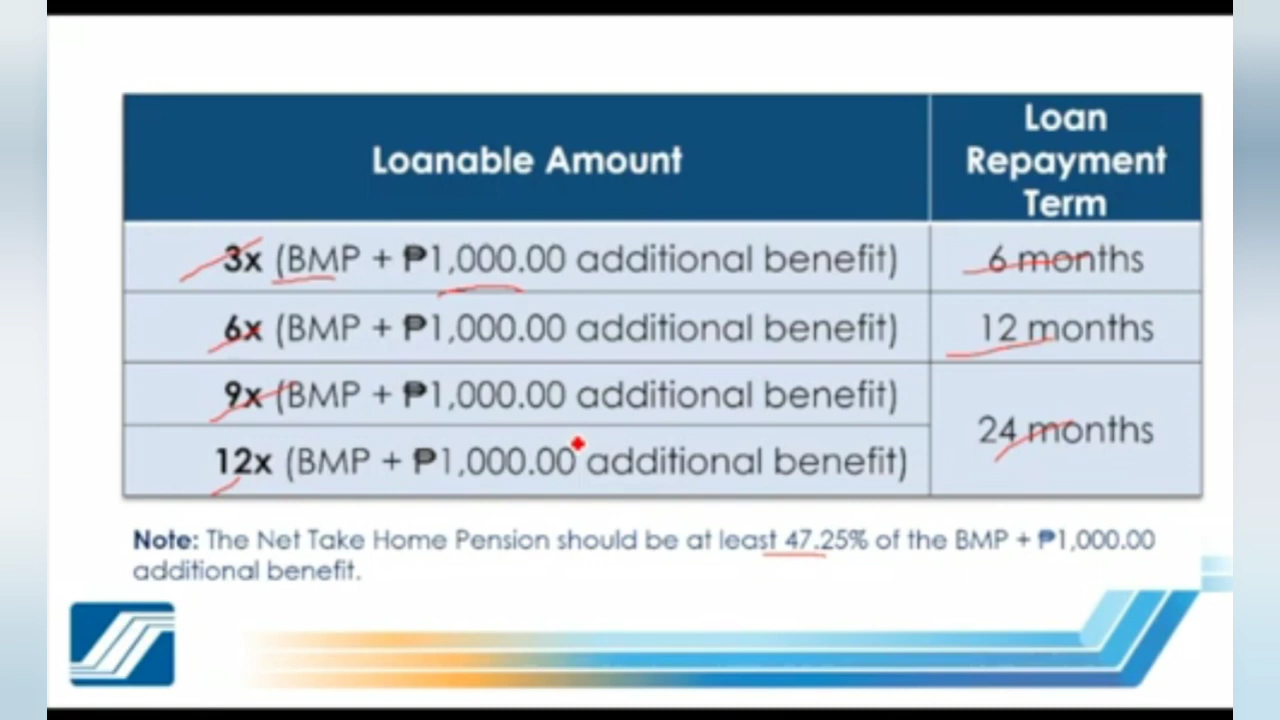 Loanable Amount
Loan
Repayment
Term
3x (BMP + ₱1,000.00 additional benefit)
6 months
6x (BMP + ₱1,000.00 additional benefit)
12 months
9x (BMP + ₱1,000.00 additional benefit)
24 months
12x (BMP + ₱1,000.00 additional benefit)
Note: The Net Take Home Pension should be at least 47.25% of the BMP + ₱1,000.00
additional benefit.